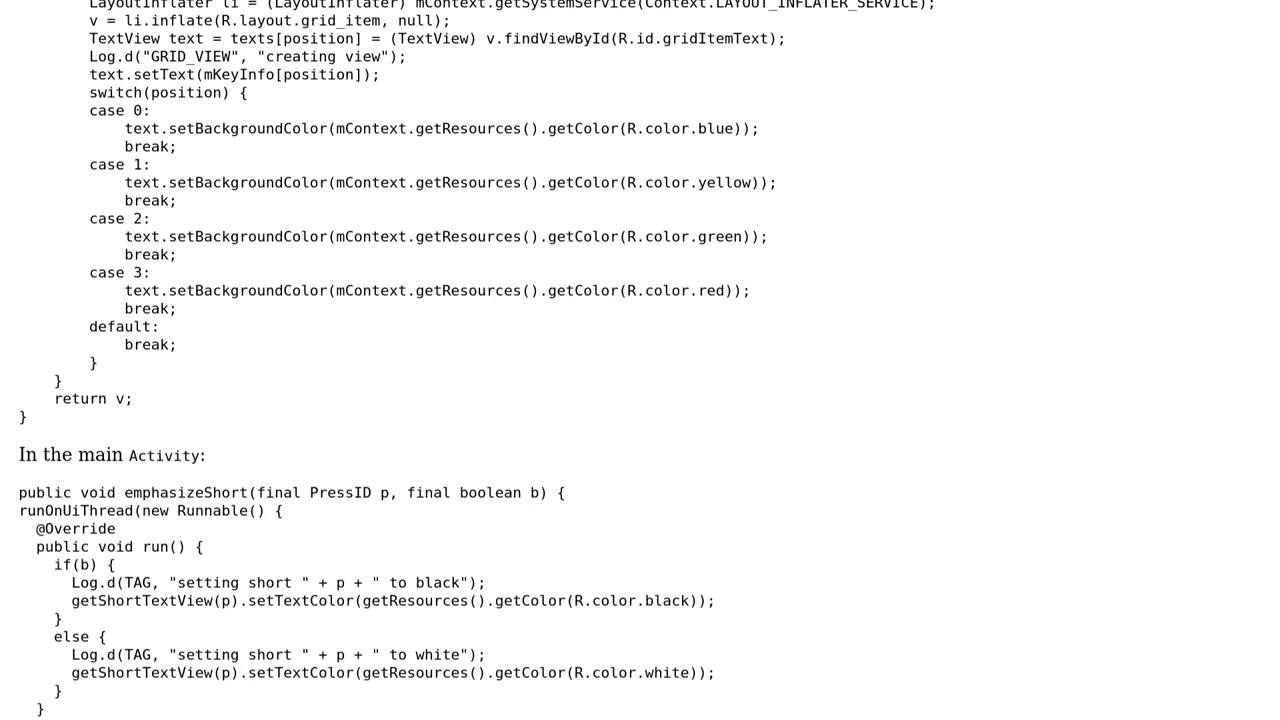 LayoutInflater li = (LayoutInflater) mContext.getSystemService(Context.LAYOUT_INFLATER_SERVICE);
v = li.inflate(R.layout.grid_item, null);
TextView text = texts[position] = (TextView) v.findViewById(R.id.gridItemText);
Log.d("GRID_VIEW", "creating view");
text.setText(mKeyInfo[position]);
switch(position) {
case 0:
text.setBackgroundColor(mContext.getResources().getColor(R.color.blue));
break;
case 1:
text.setBackgroundColor(mContext.getResources().getColor(R.color.yellow));
break;
case 2:
text.setBackgroundColor(mContext.getResources().getColor(R.color.green));
break;
case 3:
text.setBackgroundColor(mContext.getResources().getColor(R.color.red));
break;
default:
break;
}
}
return v;
}
In the main Activity:
public void emphasizeShort(final PressID p, final boolean b) {
runOnUiThread(new Runnable() {
@Override
public void run() {
if(b) {
Log.d(TAG, "setting short " + p + " to black");
getShortTextView(p).setTextColor(getResources().getColor(R.color.black));
}
else {
Log.d(TAG, "setting short " + p + " to white");
getShortTextView(p).setTextColor(getResources().getColor(R.color.white));
}
}